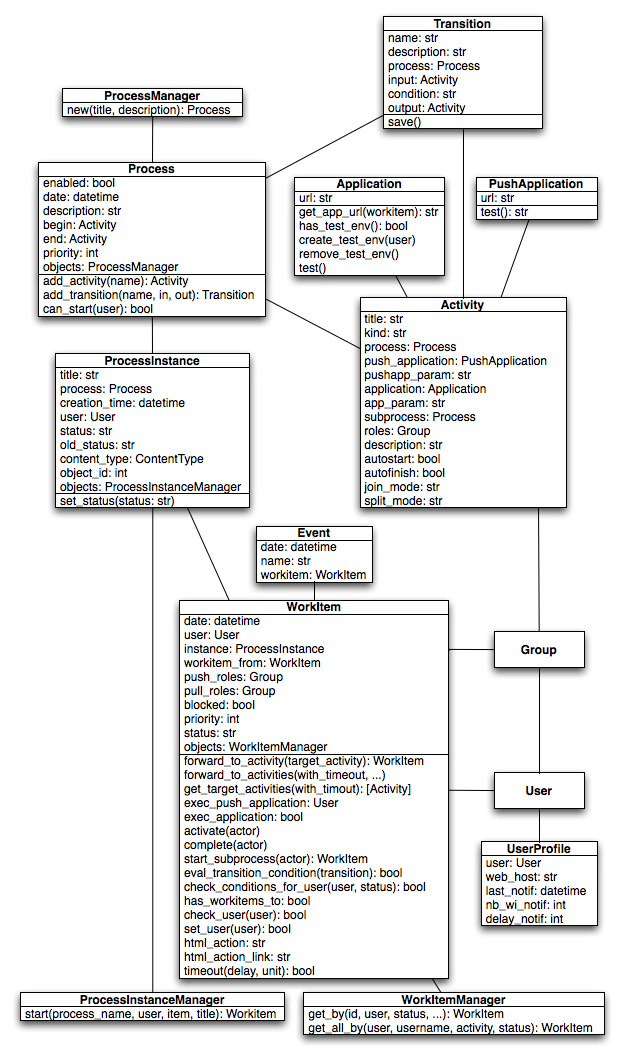 Transition
name: str
description: str
process: Process
input: Activity
condition: str
output: Activity
save()
ProcessManager
new(title, description): Process
Process
enabled: bool
date: datetime
description: str
begin: Activity
end: Activity
priority: int
objects: ProcessManager
add_activity(name): Activity
add_transition(name, in, out): Transition
can_start(user): bool
Application
url: str
get_app_url(workitem): str
has_test_env(): bool
create_test_env(user)
remove_test_env()
test()
PushApplication
url: str
test(): str
Activity
title: str
kind: str
process: Process
push_application: PushApplication
pushapp_param: str
application: Application
app_param: str
subprocess: Process
roles: Group
description: str
autostart: bool
autofinish: bool
join_mode: str
split_mode: str
ProcessInstance
title: str
process: Process
creation_time: datetime
user: User
status: str
old_status: str
content_type: ContentType
object_id: int
objects: ProcessInstanceManager
set_status(status: str)
Event
date: datetime
name: str
workitem: WorkItem
WorkItem
date: datetime
user: User
instance: ProcessInstance
workitem_from: WorkItem
push_roles: Group
pull_roles: Group
blocked: bool
priority: int
status: str
objects: WorkItemManager
forward_to_activity(target_activity): WorkItem
forward_to_activities(with_timeout, ...)
get_target_activities(with_timout): [Activity]
exec_push_application: User
exec_application: bool
activate(actor)
complete(actor)
start_subprocess(actor): WorkItem
eval_transition_condition(transition): bool
check_conditions_for_user(user, status): bool
has_workitems_to: bool
check_user(user): bool
set_user(user): bool
html_action: str
html_action_link: str
timeout(delay, unit): bool
Group
User
UserProfile
user: User
web_host: str
last_notif: datetime
nb_wi_notif: int
delay_notif: int
ProcessInstanceManager
start(process_name, user, item, title): Workitem
WorkItemManager
get_by(id, user, status, ...): WorkItem
get_all_by(user, username, activity, status): WorkItem